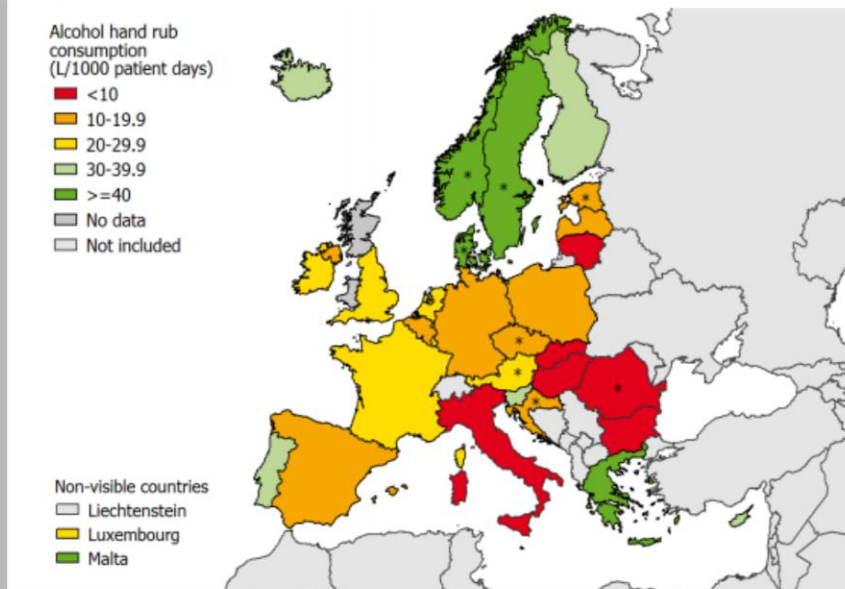 Alcohol hand rub
consumption
(L/1000 patient days)
<10
10-19.9
20-29.9
30-39.9
>=40
No data
Not included
*
*
*
*
*
*
*
*
Non-visible countries
Liechtenstein
Luxembourg
Malta